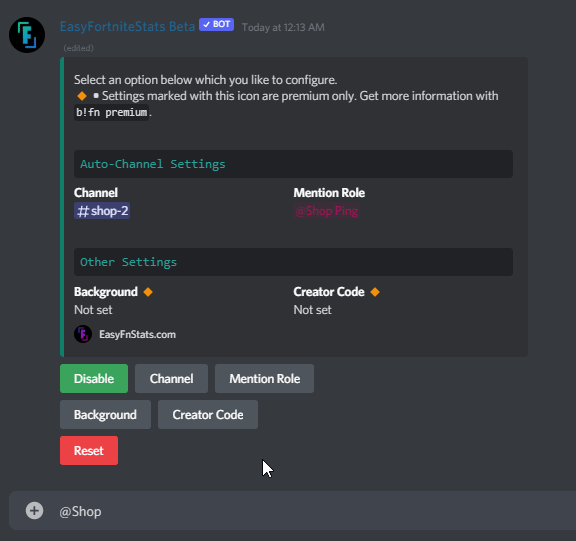 EasyFortniteStats Beta ✓ BOT Today at 12:13 AM
(edited)
Select an option below which you like to configure.
🔸▪Settings marked with this icon are premium only. Get more information with
b!fn premium.
Auto-Channel Settings
Channel Mention Role
#shop-2 @Shop Ping
Other Settings
Background 🔸 Creator Code 🔸
Not set Not set
EasyFnStats.com
Disable Channel Mention Role
Background Creator Code
Reset
@Shop